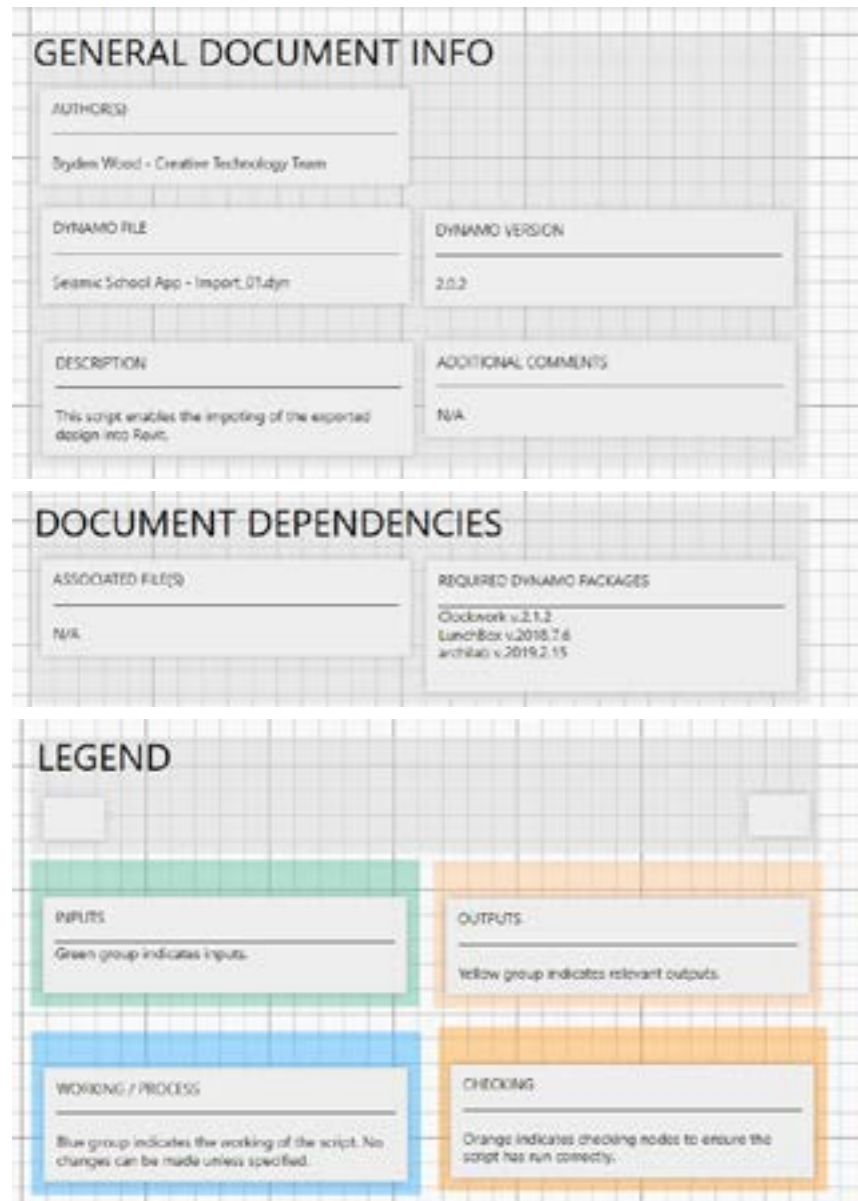 GENERAL DOCUMENT INFO
AUTHOR(S)
Bryden Wood - Creative Technology Team
DYNAMO FILE
Seismic School App - Import_01.dyn
DYNAMO VERSION
2.0.2
DESCRIPTION
This script enables the impoting of the exported
design into Revit.
ADDITIONAL COMMENTS
N/A
DOCUMENT DEPENDENCIES
ASSOCIATED FILE(S)
N/A
REQUIRED DYNAMO PACKAGES
Clockwork v.2.1.2
LunchBox v.2018.7.6
archilab v.2019.2.15
LEGEND
INPUTS
Green group indicates inputs.
OUTPUTS
Yellow group indicates relevant outputs.
WORKING / PROCESS
Blue group indicates the working of the script. No
changes can be made unless specified.
CHECKING
Orange indicates checking nodes to ensure the
script has run correctly.